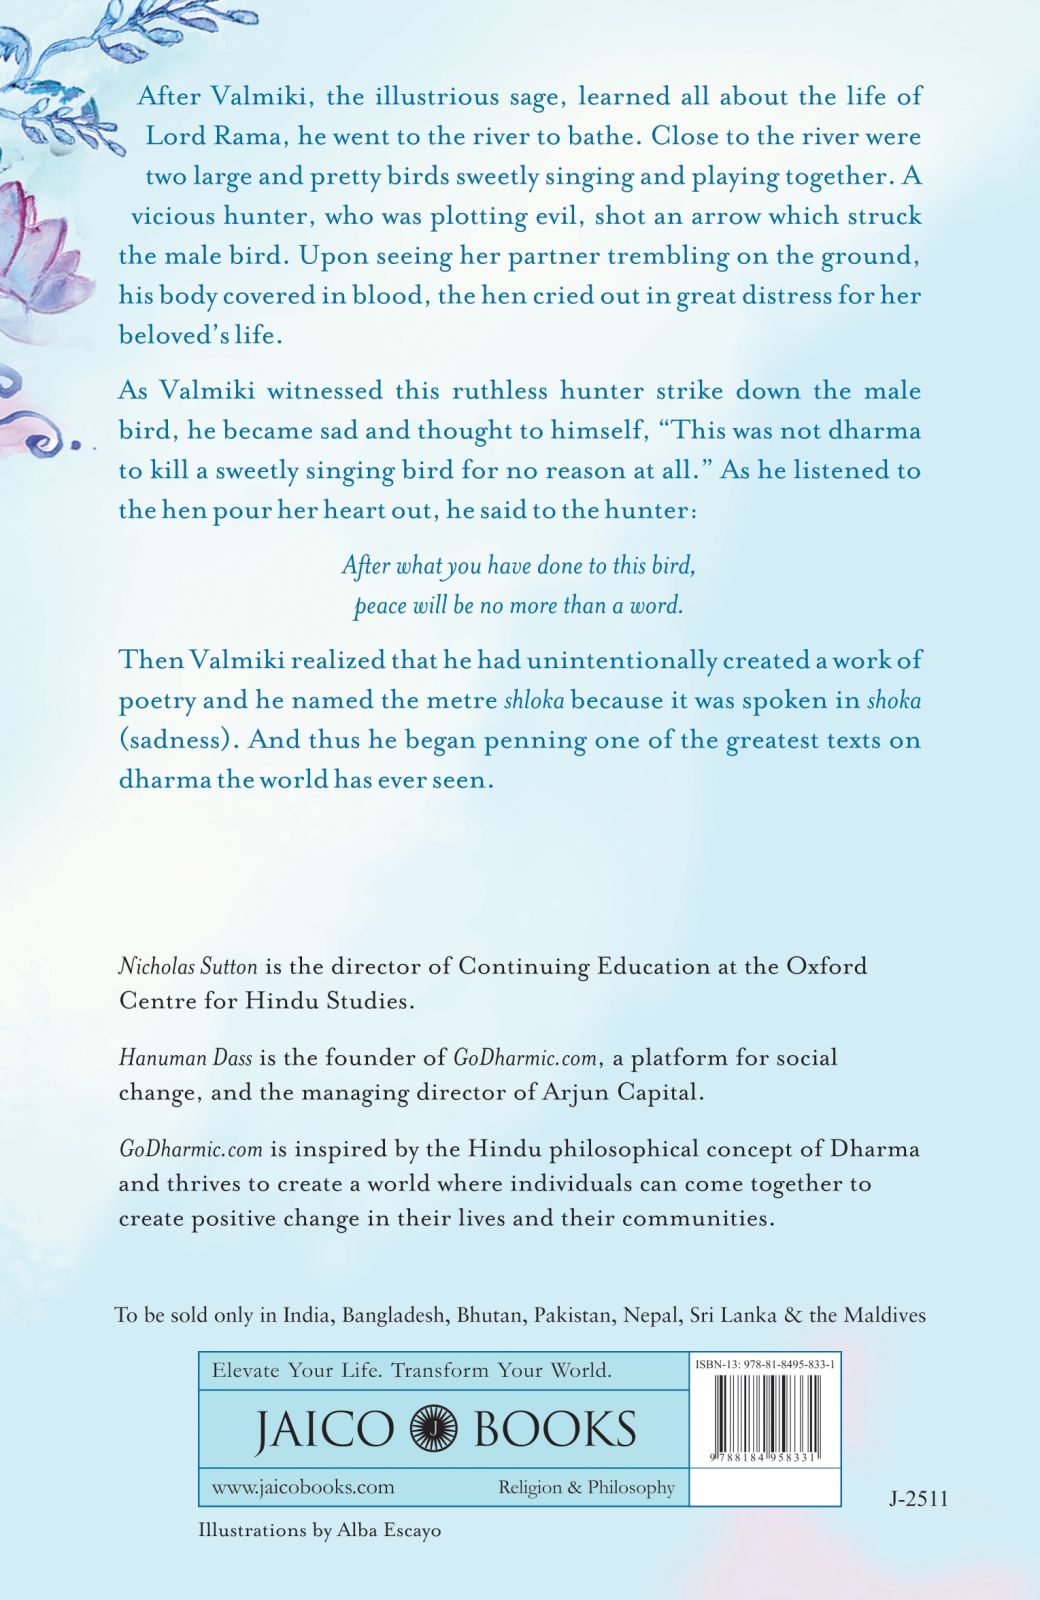 After Valmiki, the illustrious sage, learned all about the life of
Lord Rama, he went to the river to bathe. Close to the river were
two large and pretty birds sweetly singing and playing together. A
vicious hunter, who was plotting evil, shot an arrow which struck
the male bird. Upon seeing her partner trembling on the ground,
his body covered in blood, the hen cried out in great distress for her
beloved’s life.
As Valmiki witnessed this ruthless hunter strike down the male
bird, he became sad and thought to himself, “This was not dharma
to kill a sweetly singing bird for no reason at all.” As he listened to
the hen pour her heart out, he said to the hunter:
After what you have done to this bird,
peace will be no more than a word.
Then Valmiki realized that he had unintentionally created a work of
poetry and he named the metre shloka because it was spoken in shoka
(sadness). And thus he began penning one of the greatest texts on
dharma the world has ever seen.
Nicholas Sutton is the director of Continuing Education at the Oxford
Centre for Hindu Studies.
Hanuman Dass is the founder of GoDharmic.com, a platform for social
change, and the managing director of Arjun Capital.
GoDharmic.com is inspired by the Hindu philosophical concept of Dharma
and thrives to create a world where individuals can come together to
create positive change in their lives and their communities.
To be sold only in India, Bangladesh, Bhutan, Pakistan, Nepal, Sri Lanka & the Maldives
Elevate Your Life. Transform Your World.
ISBN-13: 978-81-8495-833-1
JAICO J BOOKS
9 788184 958331
www.jaicobooks.com Religion & Philosophy
J-2511
Illustrations by Alba Escayo